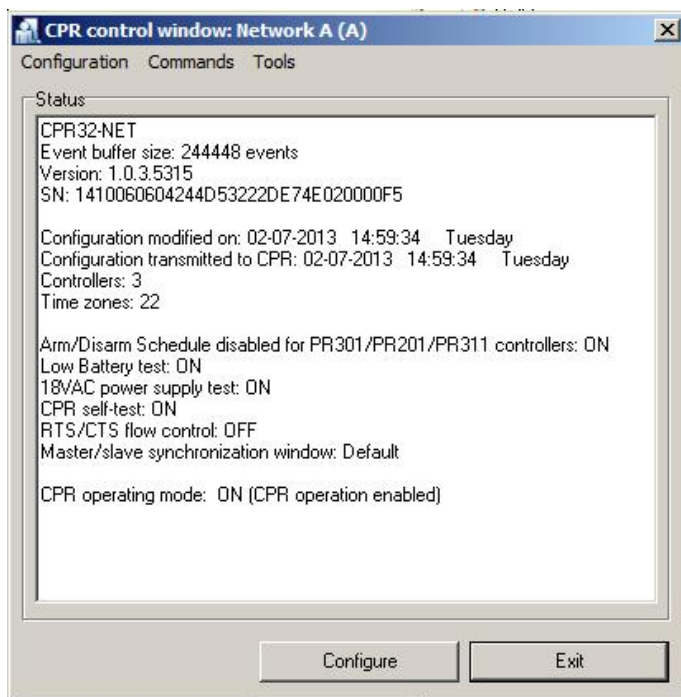 CPR control window: Network A (A)
Configuration Commands Tools
Status
CPR32-NET
Event buffer size: 244448 events
Version: 1.0.3.5315
SN: 1410060604244D53222DE74E020000F5
Configuration modified on: 02-07-2013 14:59:34 Tuesday
Configuration transmitted to CPR: 02-07-2013 14:59:34 Tuesday
Controllers: 3
Time zones: 22
Arm/Disarm Schedule disabled for PR301/PR201/PR311 controllers: ON
Low Battery test: ON
18VAC power supply test: ON
CPR self-test: ON
RTS/CTS flow control: OFF
Master/slave synchronization window: Default
CPR operating mode: ON (CPR operation enabled)
Configure Exit